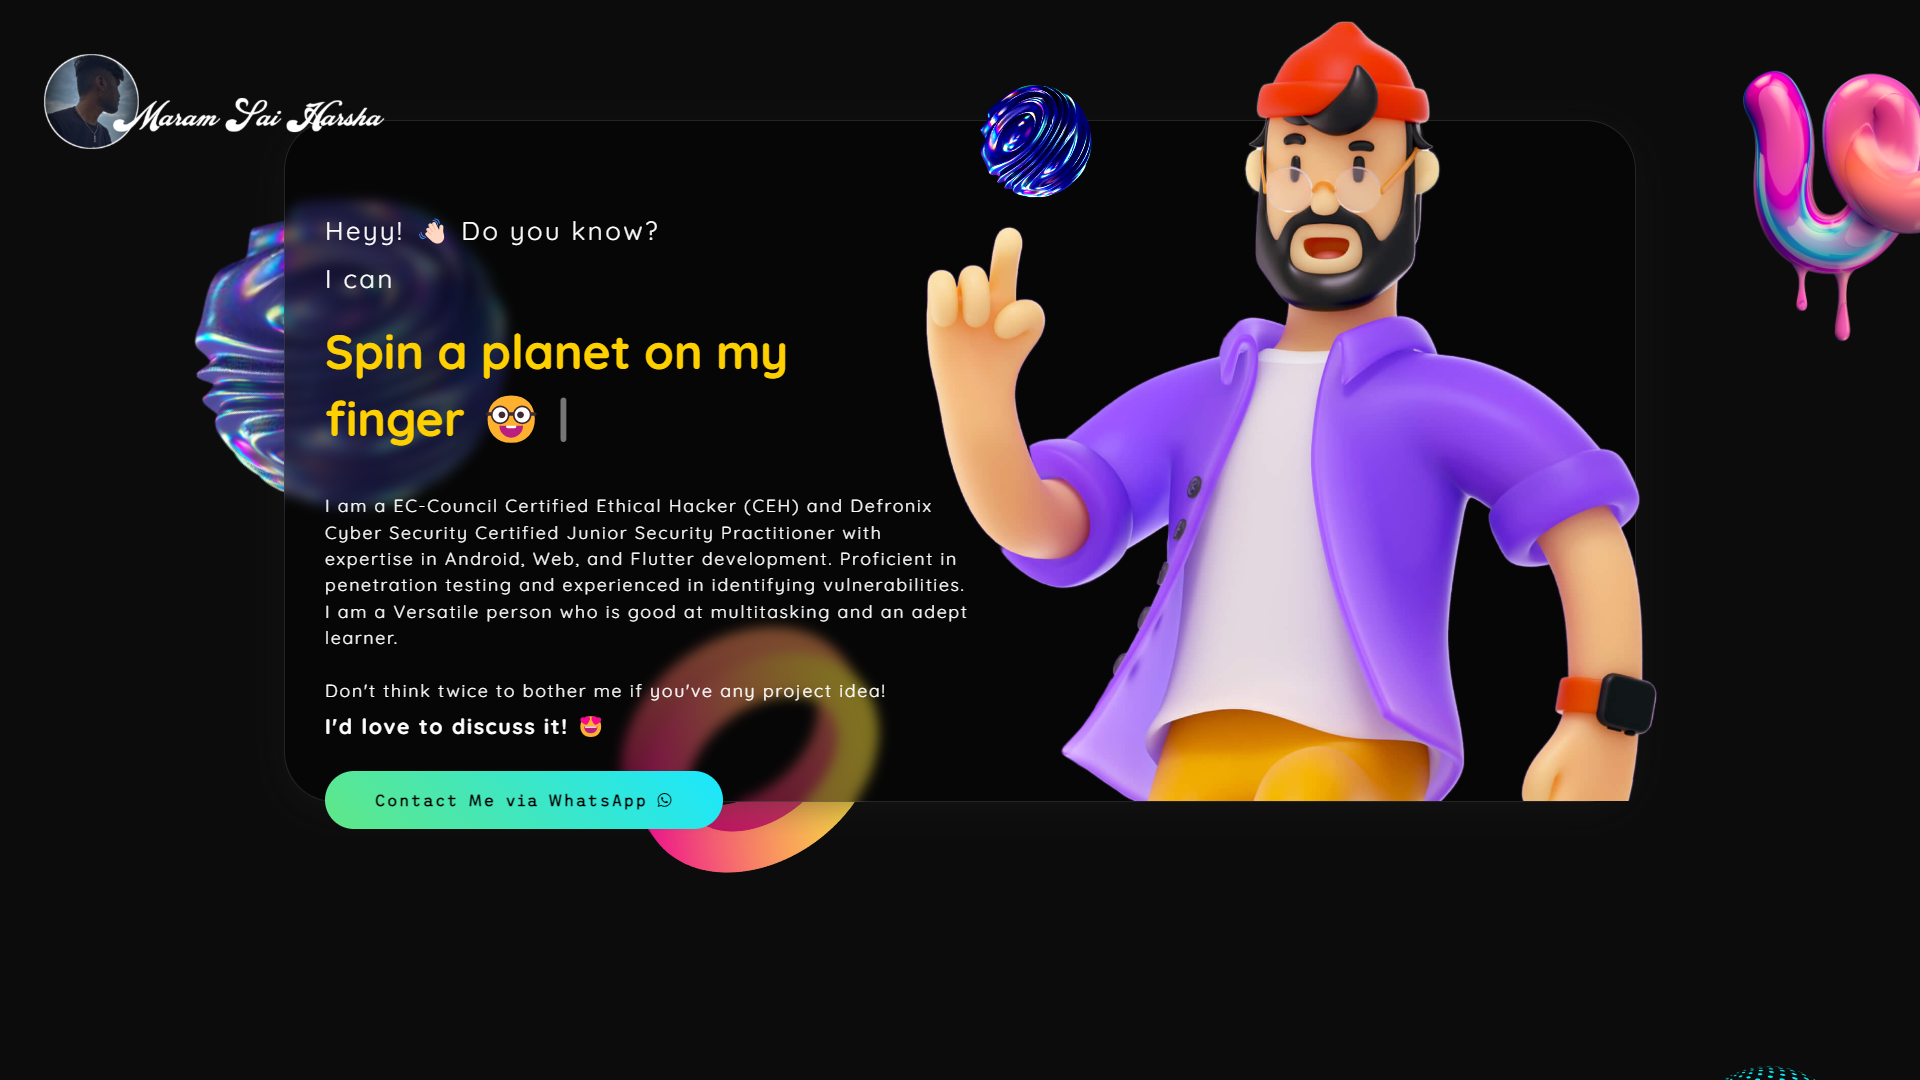 Maram Sai Harsha
Heyy! 👋🏻 Do you know?
I can
Spin a planet on my
finger 🤓
I am a EC-Council Certified Ethical Hacker (CEH) and Defronix
Cyber Security Certified Junior Security Practitioner with
expertise in Android, Web, and Flutter development. Proficient in
penetration testing and experienced in identifying vulnerabilities.
I am a Versatile person who is good at multitasking and an adept
learner.
Don't think twice to bother me if you've any project idea!
I'd love to discuss it! 😍
Contact Me via WhatsApp